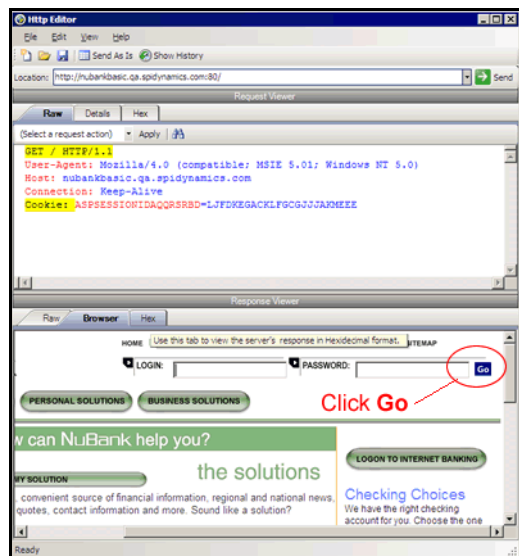 Http Editor
File Edit View Help
Send As Is Show History
Location: http://nubankbasic.qa.spidynamics.com:80/ Send
Request Viewer
Raw Details Hex
(Select a request action) Apply
GET / HTTP/1.1
User-Agent: Mozilla/4.0 (compatible; MSIE 5.01; Windows NT 5.0)
Host: nubankbasic.qa.spidynamics.com
Connection: Keep-Alive
Cookie: ASPSESSIONIDAQQRSRBD=LJFDKEGACKLFGCGJJJAKMEEE
Response Viewer
Raw Browser Hex
HOME Use this tab to view the server's response in Hexidecimal format. ITEMAP
LOGIN: PASSWORD: Go
PERSONAL SOLUTIONS BUSINESS SOLUTIONS
Click Go
w can NuBank help you?
LOGON TO INTERNET BANKING
MY SOLUTION
the solutions
, convenient source of financial information, regional and national news,
quotes, contact information and more. Sound like a solution?
Checking Choices
We have the right checking
account for you. Choose the one
Ready